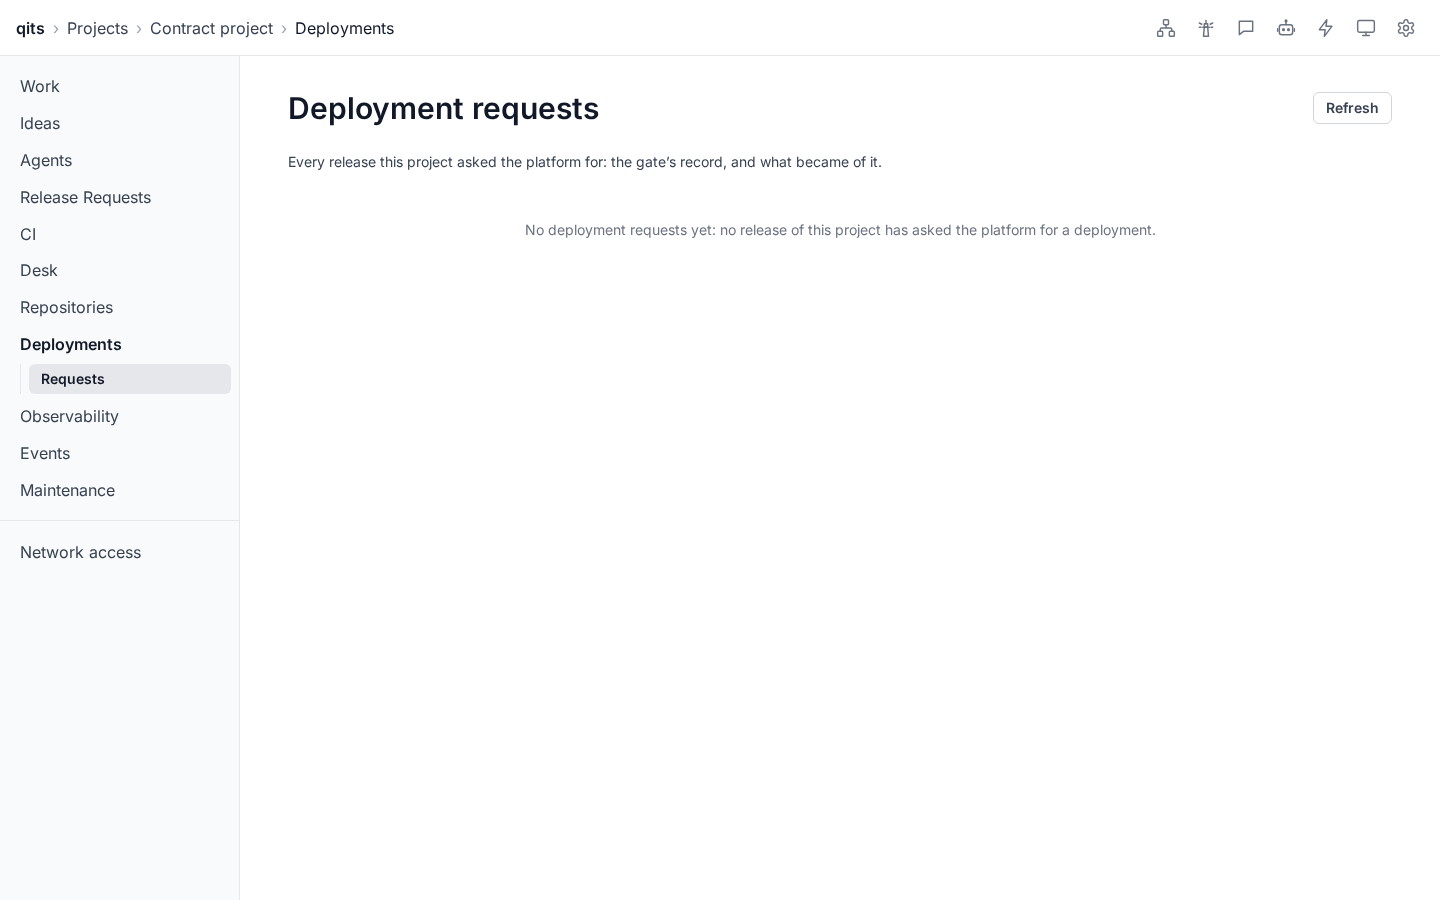 qits › Projects › Contract project › Deployments
Work
Ideas
Agents
Release Requests
CI
Desk
Repositories
Deployments
Requests
Observability
Events
Maintenance
Network access
Deployment requests
Refresh
Every release this project asked the platform for: the gate’s record, and what became of it.
No deployment requests yet: no release of this project has asked the platform for a deployment.